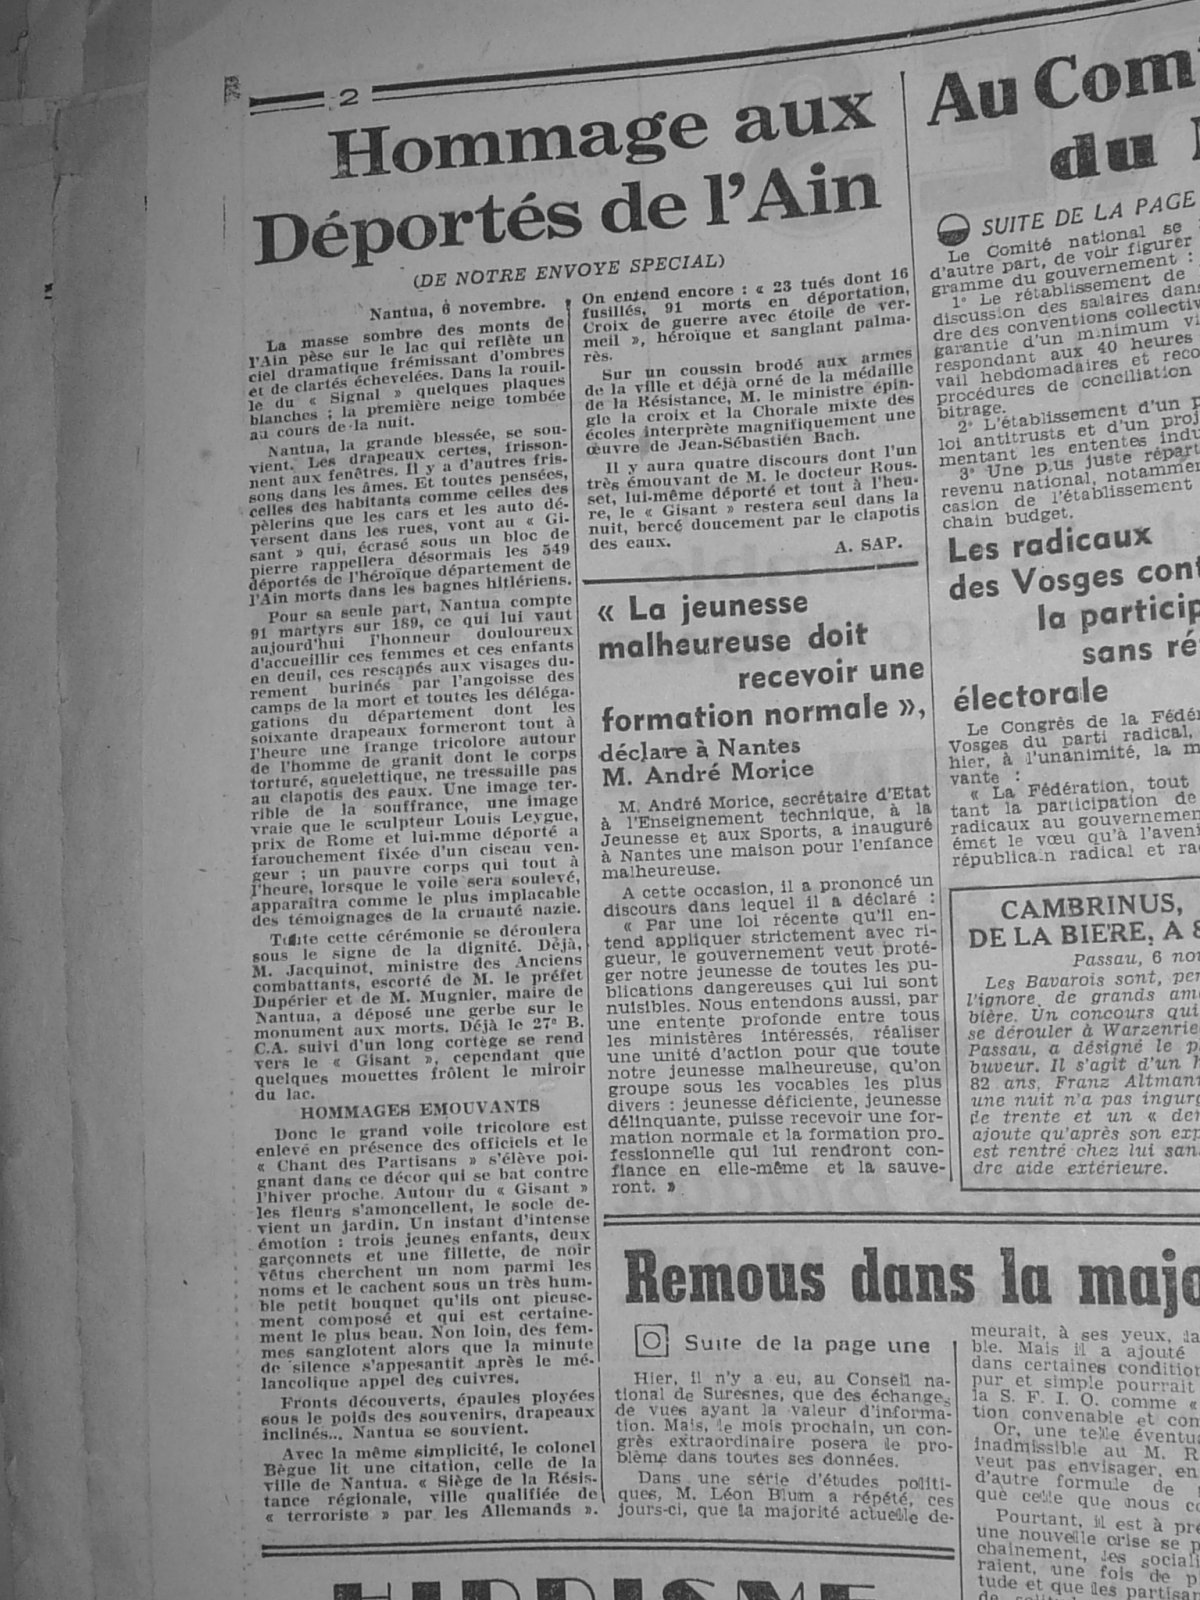 2
Hommage aux
Déportés de l'Ain
(DE NOTRE ENVOYE SPECIAL)
Nantua, 6 novembre.
La masse sombre des monts de
l'Ain pèse sur le lac qui reflète un
ciel dramatique frémissant d'ombres
et de clartés échevelées. Dans la rouil-
le du « Signal » quelques plaques
blanches ; la première neige tombée
au cours de la nuit.
Nantua, la grande blessée, se sou-
vient. Les drapeaux certes, frisson-
nent aux fenêtres. Il y a d'autres fris-
sons dans les âmes. Et toutes pensées,
celles des habitants comme celles des
pèlerins que les cars et les auto dé-
versent dans les rues, vont au « Gi-
sant » qui, écrasé sous un bloc de
pierre rappellera désormais les 549
déportés de l'héroïque département de
l'Ain morts dans les bagnes hitlériens.
Pour sa seule part, Nantua compte
91 martyrs sur 189, ce qui lui vaut
aujourd'hui l'honneur douloureux
d'accueillir ces femmes et ces enfants
en deuil, ces rescapés aux visages du-
rement burinés par l'angoisse des
camps de la mort et toutes les déléga-
gations du département dont les
soixante drapeaux formeront tout à
l'heure une frange tricolore autour
de l'homme de granit dont le corps
torturé, squelettique, ne tressaille pas
au clapotis des eaux. Une image ter-
rible de la souffrance, une image
vraie que le sculpteur Louis Leygue,
prix de Rome et lui-mme déporté a
farouchement fixée d'un ciseau ven-
geur ; un pauvre corps qui tout à
l'heure, lorsque le voile sera soulevé,
apparaîtra comme le plus implacable
des témoignages de la cruauté nazie.
Toute cette cérémonie se déroulera
sous le signe de la dignité. Déjà,
M. Jacquinot, ministre des Anciens
combattants, escorté de M. le préfet
Dupérier et de M. Mugnier, maire de
Nantua, a déposé une gerbe sur le
monument aux morts. Déjà le 27e B.
C.A. suivi d'un long cortège se rend
vers le « Gisant », cependant que
quelques mouettes frôlent le miroir
du lac.
HOMMAGES EMOUVANTS
Donc le grand voile tricolore est
enlevé en présence des officiels et le
« Chant des Partisans » s'élève poi-
gnant dans ce décor qui se bat contre
l'hiver proche. Autour du « Gisant »
les fleurs s'amoncellent, le socle de-
vient un jardin. Un instant d'intense
émotion : trois jeunes enfants, deux
garçonnets et une fillette, de noir
vêtus cherchent un nom parmi les
noms et le cachent sous un très hum-
ble petit bouquet qu'ils ont pieuse-
ment composé et qui est certaine-
ment le plus beau. Non loin, des fem-
mes sanglotent alors que la minute
de silence s'appesantit après le mé-
lancolique appel des cuivres.
Fronts découverts, épaules ployées
sous le poids des souvenirs, drapeaux
inclinés... Nantua se souvient.
Avec la même simplicité, le colonel
Bègue lit une citation, celle de la
ville de Nantua. « Siège de la Résis-
tance régionale, ville qualifiée de
« terroriste » par les Allemands ».
On entend encore : « 23 tués dont 16
fusillés, 91 morts en déportation,
Croix de guerre avec étoile de ver-
meil », héroïque et sanglant palma-
rès.
Sur un coussin brodé aux armes
de la ville et déjà orné de la médaille
de la Résistance, M. le ministre épin-
gle la croix et la Chorale mixte des
écoles interprète magnifiquement une
œuvre de Jean-Sébastien Bach.
Il y aura quatre discours dont l'un
très émouvant de M. le docteur Rous-
set, lui-même déporté et tout à l'heu-
re, le « Gisant » restera seul dans la
nuit, bercé doucement par le clapotis
des eaux.
A. SAP.
« La jeunesse
malheureuse doit
recevoir une
formation normale »,
déclare à Nantes
M. André Morice
M. André Morice, secrétaire d'Etat
à l'Enseignement technique, à la
Jeunesse et aux Sports, a inauguré
à Nantes une maison pour l'enfance
malheureuse.
A cette occasion, il a prononcé un
discours dans lequel il a déclaré :
« Par une loi récente qu'il en-
tend appliquer strictement avec ri-
gueur, le gouvernement veut proté-
ger notre jeunesse de toutes les pu-
blications dangereuses qui lui sont
nuisibles. Nous entendons aussi, par
une entente profonde entre tous
les ministères intéressés, réaliser
une unité d'action pour que toute
notre jeunesse malheureuse, qu'on
groupe sous les vocables les plus
divers : jeunesse déficiente, jeunesse
délinquante, puisse recevoir une for-
mation normale et la formation pro-
fessionnelle qui lui rendront con-
fiance en elle-même et la sauve-
ront. »
Au Comi
du
SUITE DE LA PAGE
Le Comité national se
d'autre part, de voir figurer
gramme du gouvernement :
1° Le rétablissement de
discussion des salaires dans
dre des conventions collectiv
garantie d'un minimum vi
respondant aux 40 heures
vail hebdomadaires et reco
procédures de conciliation
bitrage.
2° L'établissement d'un p
loi antitrusts et d'un proj
mentant les ententes indu
3° Une plus juste répart
revenu national, notammen
casion de l'établissement
chain budget.
Les radicaux
des Vosges cont
la particip
sans ré
électorale
Le Congrès de la Fédér
Vosges du parti radical,
hier, à l'unanimité, la m
vante :
« La Fédération, tout
tant la participation de
radicaux au gouvernemen
émet le vœu qu'à l'aveni
républicain radical et ra
CAMBRINUS,
DE LA BIERE, A 8
Passau, 6 nov
Les Bavarois sont, per
l'ignore, de grands am
bière. Un concours qui
se dérouler à Warzenrie
Passau, a désigné le p
buveur. Il s'agit d'un h
82 ans, Franz Altmann
une nuit n'a pas ingurg
de trente et un « der
ajoute qu'après son exp
est rentré chez lui sans
dre aide extérieure.
Remous dans la majo
Suite de la page une
Hier, il n'y a eu, au Conseil na-
tional de Suresnes, que des échanges
de vues ayant la valeur d'informa-
tion. Mais, le mois prochain, un con-
grès extraordinaire posera le pro-
blème dans toutes ses données.
Dans une série d'études politi-
ques, M. Léon Blum a répété, ces
jours-ci, que la majorité actuelle de-
meurait, à ses yeux, la
ble. Mais il a ajouté
dans certaines condition
pur et simple pourrait
la S. F. I. O. comme «
tion convenable et con
Or, une telle éventua
inadmissible au M. R
veut pas envisager, en
d'autre formule de
que celle que nous co
Pourtant, il est à pré
une nouvelle crise se p
chainement, les sociali
raient, une fois de p
tude et que les partisan